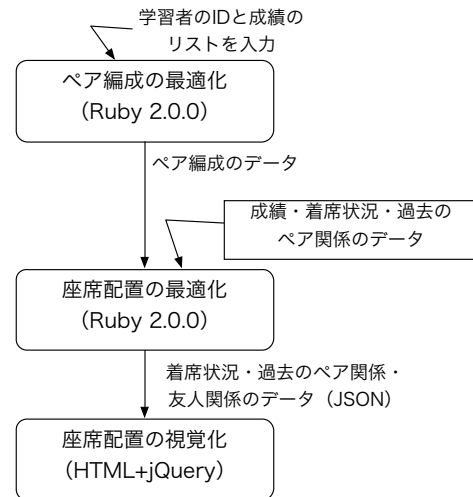 学習者のIDと成績の
リストを入力
ペア編成の最適化
（Ruby 2.0.0）
ペア編成のデータ
成績・着席状況・過去の
ペア関係のデータ
座席配置の最適化
（Ruby 2.0.0）
着席状況・過去のペア関係・
友人関係のデータ（JSON）
座席配置の視覚化
（HTML+jQuery）